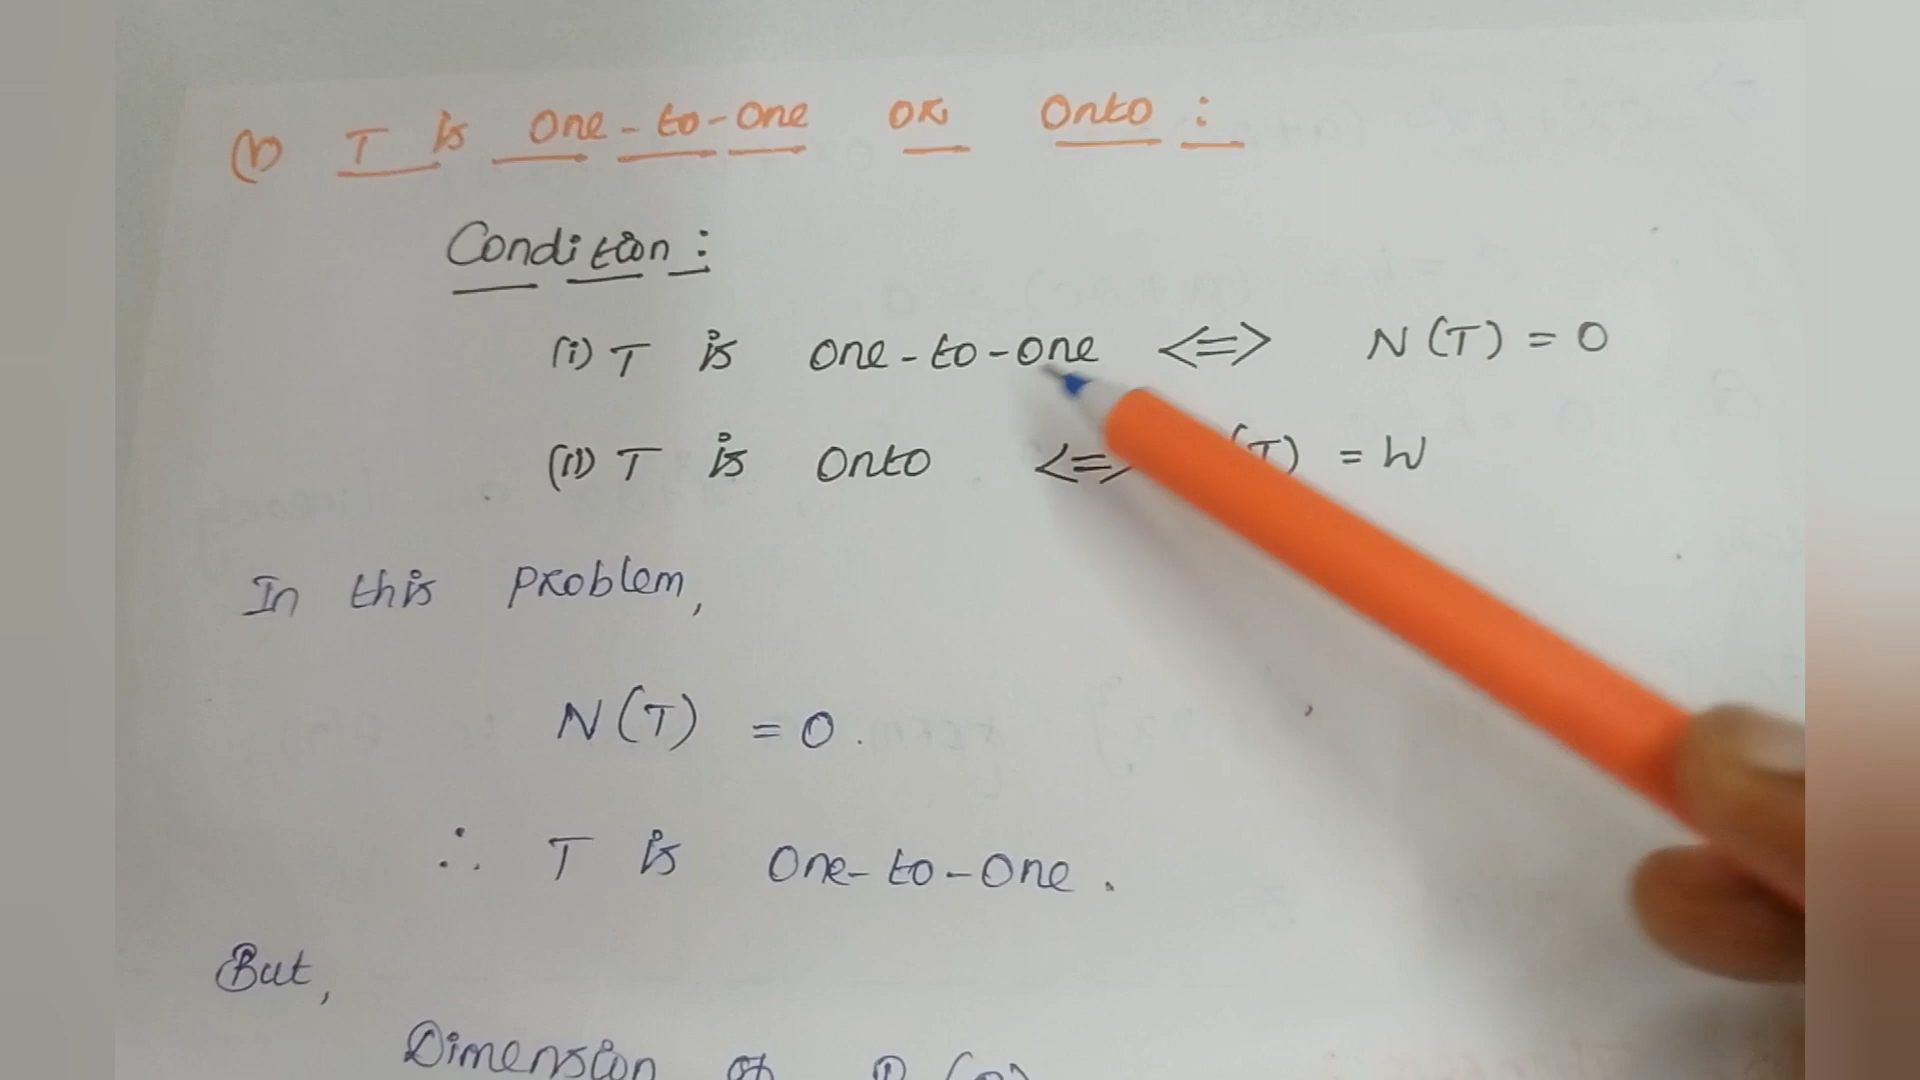 (v) T is One-to-One or Onto :
Condition :
(i) T is one-to-one <=> N(T) = 0
(ii) T is Onto <=> (T) = W
In this problem,
N(T) = 0.
∴ T is One-to-One.
But,
Dimension of